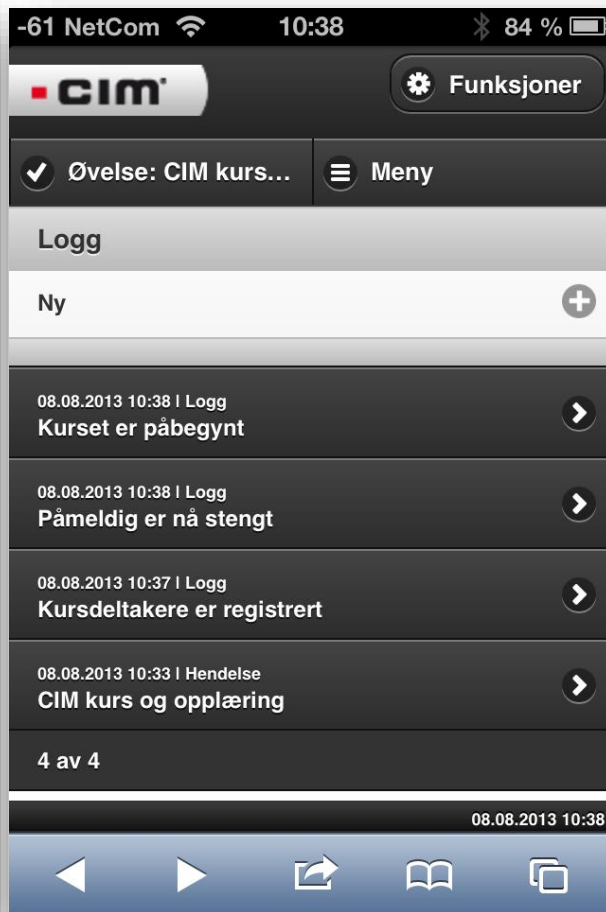 -61 NetCom 10:38 84 %
CIM
Funksjoner
Øvelse: CIM kurs... Meny
Logg
Ny
08.08.2013 10:38 | Logg
Kurset er påbegynt
08.08.2013 10:38 | Logg
Påmeldig er nå stengt
08.08.2013 10:37 | Logg
Kursdeltakere er registrert
08.08.2013 10:33 | Hendelse
CIM kurs og opplæring
4 av 4
08.08.2013 10:38